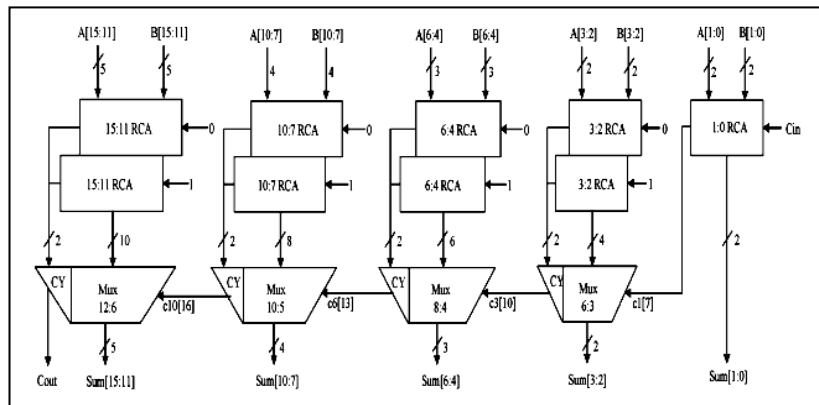 A[15:11] B[15:11] A[10:7] B[10:7] A[6:4] B[6:4] A[3:2] B[3:2] A[1:0] B[1:0]
5 5 4 4 3 3 2 2 2 2
15:11 RCA 0 10:7 RCA 0 6:4 RCA 0 3:2 RCA 0 1:0 RCA Cin
15:11 RCA 1 10:7 RCA 1 6:4 RCA 1 3:2 RCA 1
2 10 2 8 2 6 2 4 2
CY Mux CY Mux CY Mux CY Mux
12:6 c10[16] 10:5 c6[13] 8:4 c3[10] 6:3 c1[7]
5 4 3 2
Cout Sum[15:11] Sum[10:7] Sum[6:4] Sum[3:2] Sum[1:0]